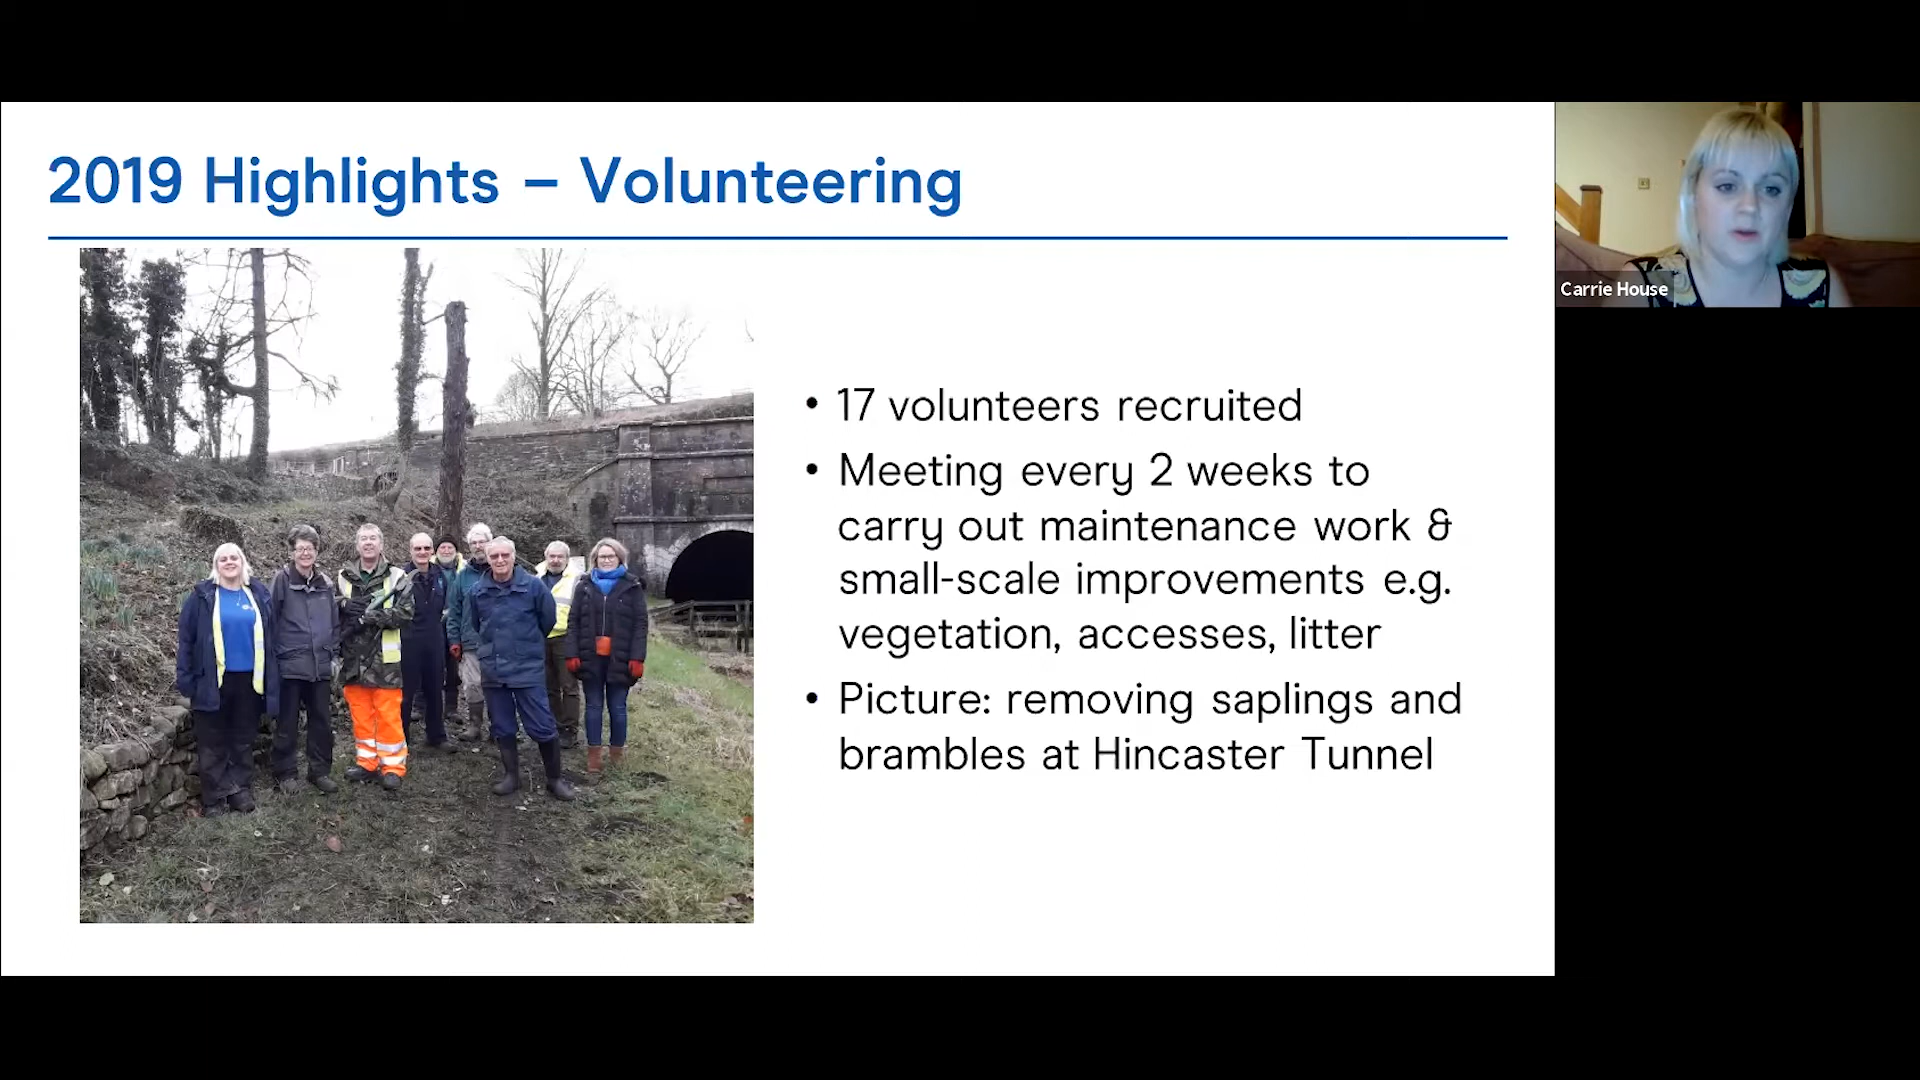 2019 Highlights – Volunteering
Carrie House
• 17 volunteers recruited
• Meeting every 2 weeks to
carry out maintenance work &
small-scale improvements e.g.
vegetation, accesses, litter
• Picture: removing saplings and
brambles at Hincaster Tunnel